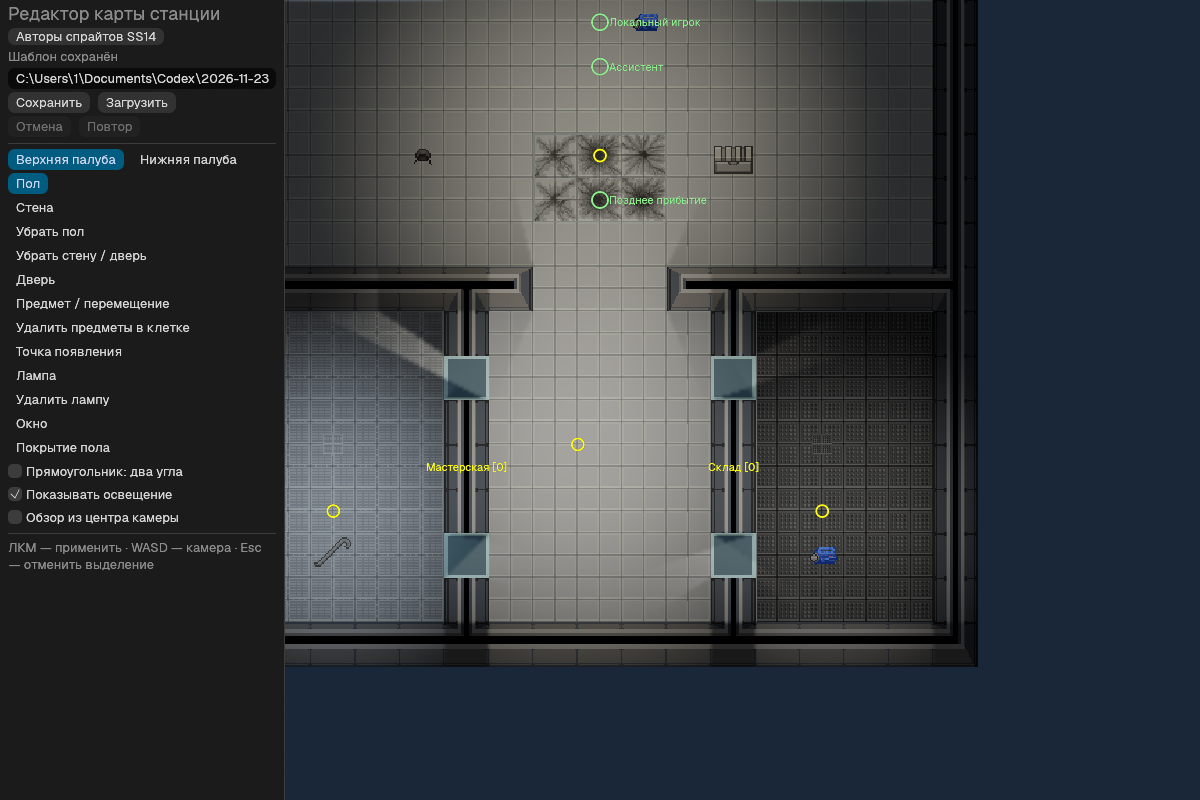 Редактор карты станции
Авторы спрайтов SS14
Шаблон сохранён
C:\Users\1\Documents\Codex\2026-11-23
Сохранить Загрузить
Отмена Повтор
Верхняя палуба Нижняя палуба
Пол
Стена
Убрать пол
Убрать стену / дверь
Дверь
Предмет / перемещение
Удалить предметы в клетке
Точка появления
Лампа
Удалить лампу
Окно
Покрытие пола
Прямоугольник: два угла
Показывать освещение
Обзор из центра камеры
ЛКМ — применить · WASD — камера · Esc
— отменить выделение
Локальный игрок
Ассистент
Позднее прибытие
Мастерская [0]
Склад [0]